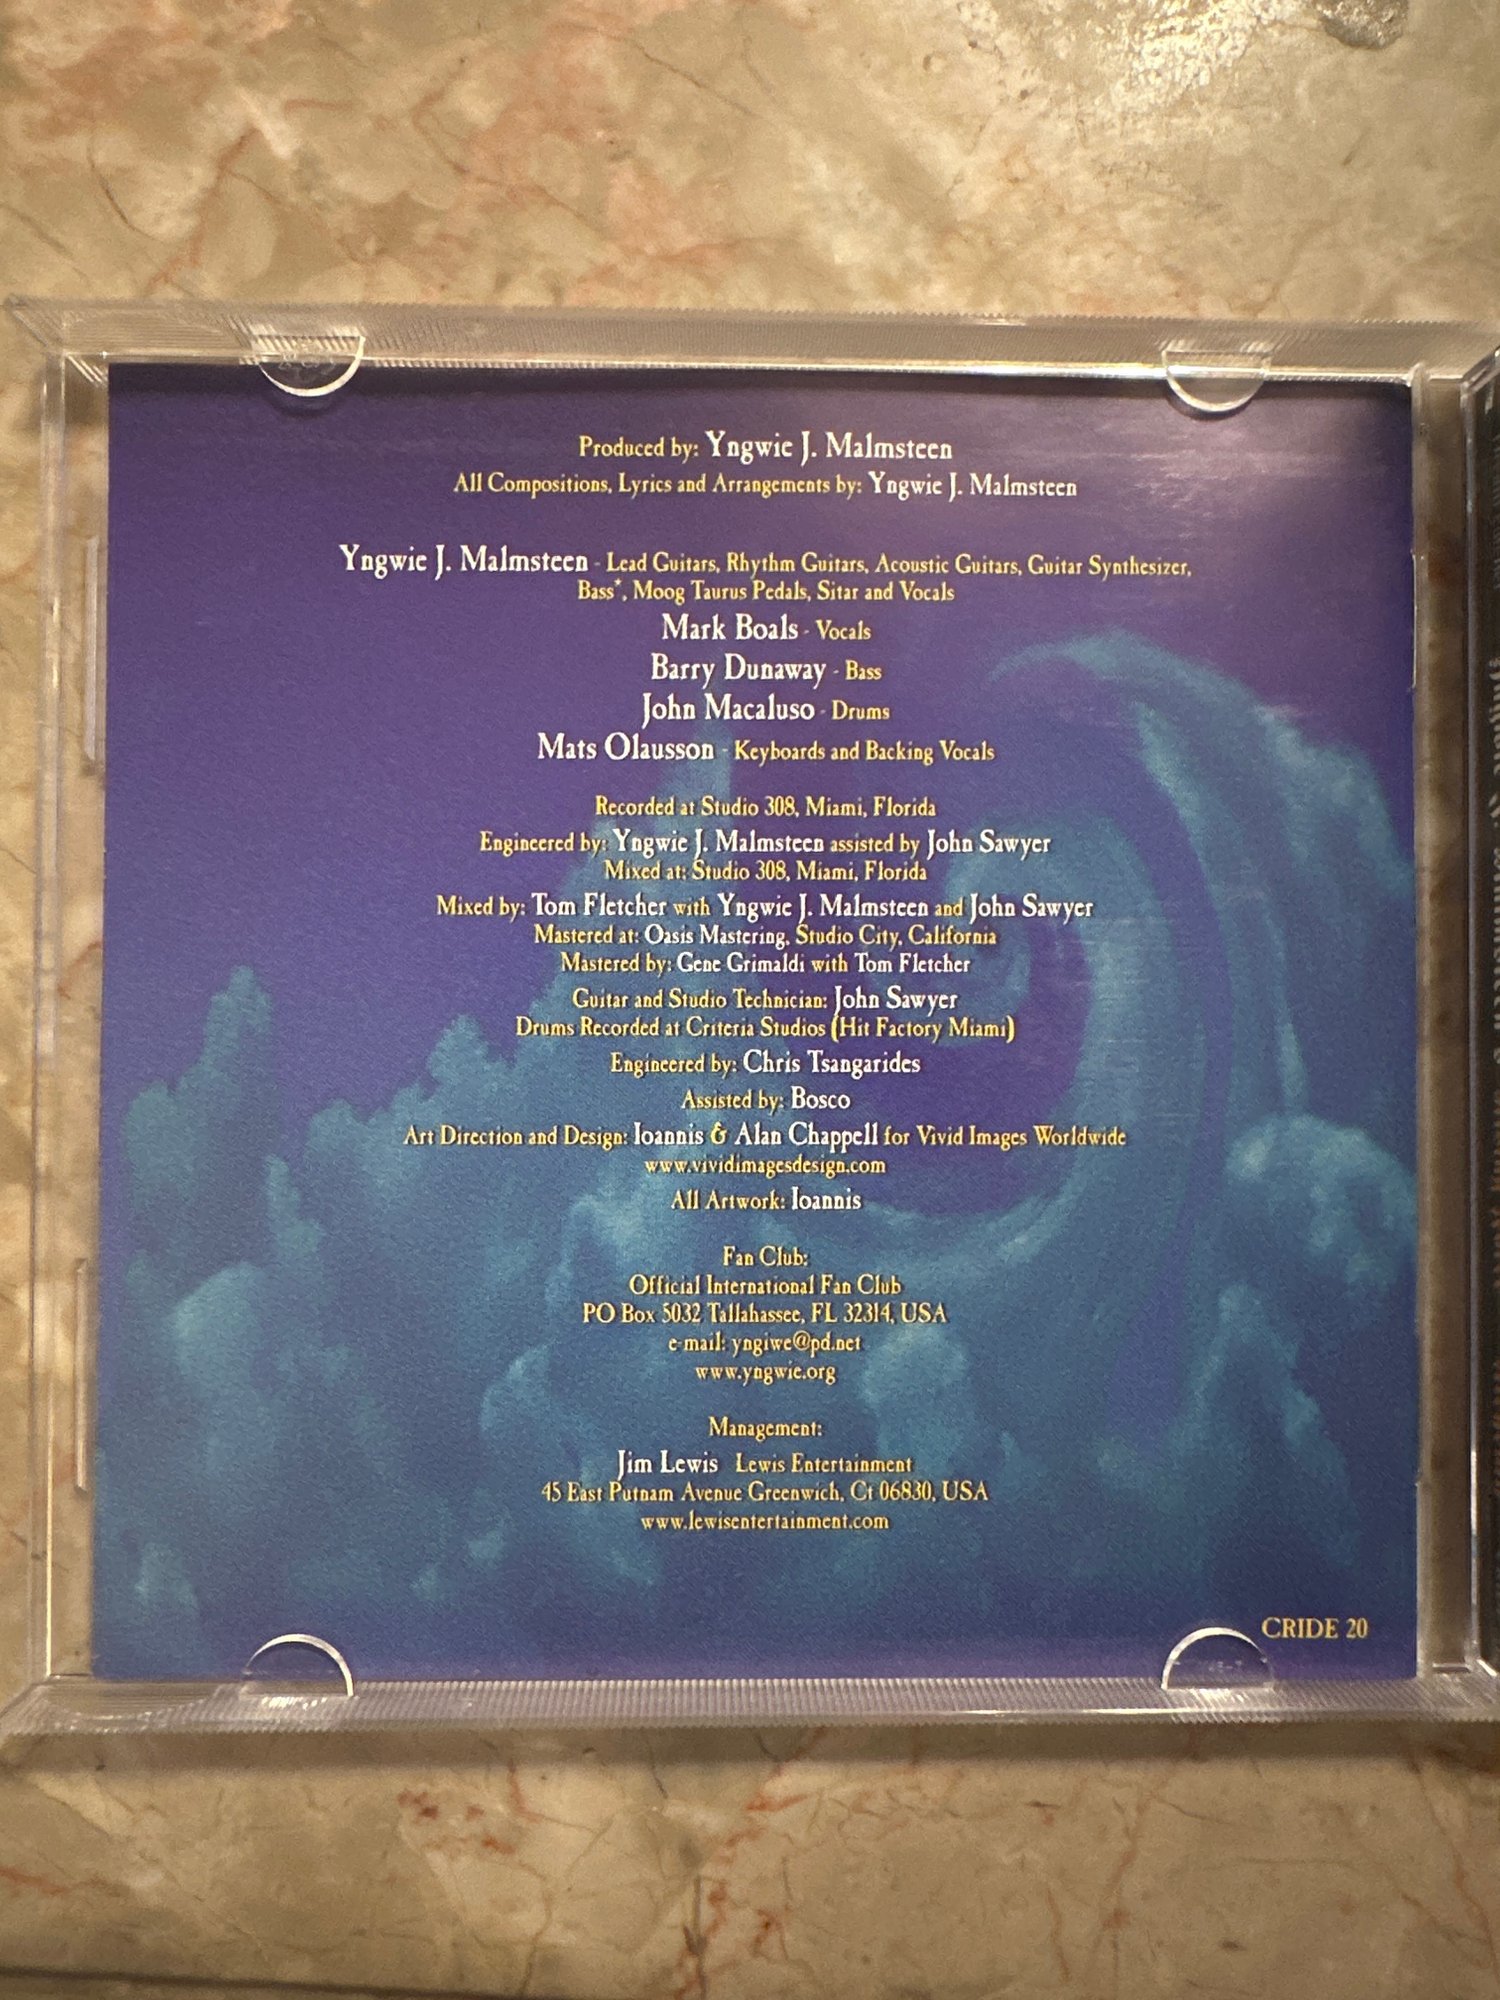 Produced by: Yngwie J. Malmsteen
All Compositions, Lyrics and Arrangements by: Yngwie J. Malmsteen
Yngwie J. Malmsteen - Lead Guitars, Rhythm Guitars, Acoustic Guitars, Guitar Synthesizer,
Bass*, Moog Taurus Pedals, Sitar and Vocals
Mark Boals - Vocals
Barry Dunaway - Bass
John Macaluso - Drums
Mats Olausson - Keyboards and Backing Vocals
Recorded at Studio 308, Miami, Florida
Engineered by: Yngwie J. Malmsteen assisted by John Sawyer
Mixed at: Studio 308, Miami, Florida
Mixed by: Tom Fletcher with Yngwie J. Malmsteen and John Sawyer
Mastered at: Oasis Mastering, Studio City, California
Mastered by: Gene Grimaldi with Tom Fletcher
Guitar and Studio Technician: John Sawyer
Drums Recorded at Criteria Studios (Hit Factory Miami)
Engineered by: Chris Tsangarides
Assisted by: Bosco
Art Direction and Design: Ioannis & Alan Chappell for Vivid Images Worldwide
www.vividimagesdesign.com
All Artwork: Ioannis
Fan Club:
Official International Fan Club
PO Box 5032 Tallahassee, FL 32314, USA
e-mail: yngiwe@pd.net
www.yngwie.org
Management:
Jim Lewis Lewis Entertainment
45 East Putnam Avenue Greenwich, Ct 06830, USA
www.lewisentertainment.com
CRIDE 20